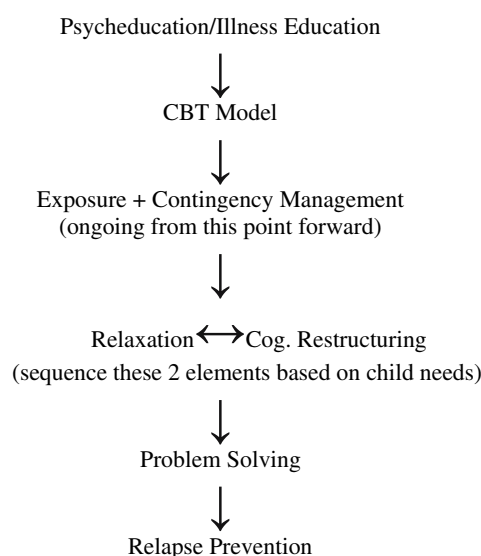 Psycheducation/Illness Education
CBT Model
Exposure + Contingency Management
(ongoing from this point forward)
Relaxation Cog. Restructuring
(sequence these 2 elements based on child needs)
Problem Solving
Relapse Prevention